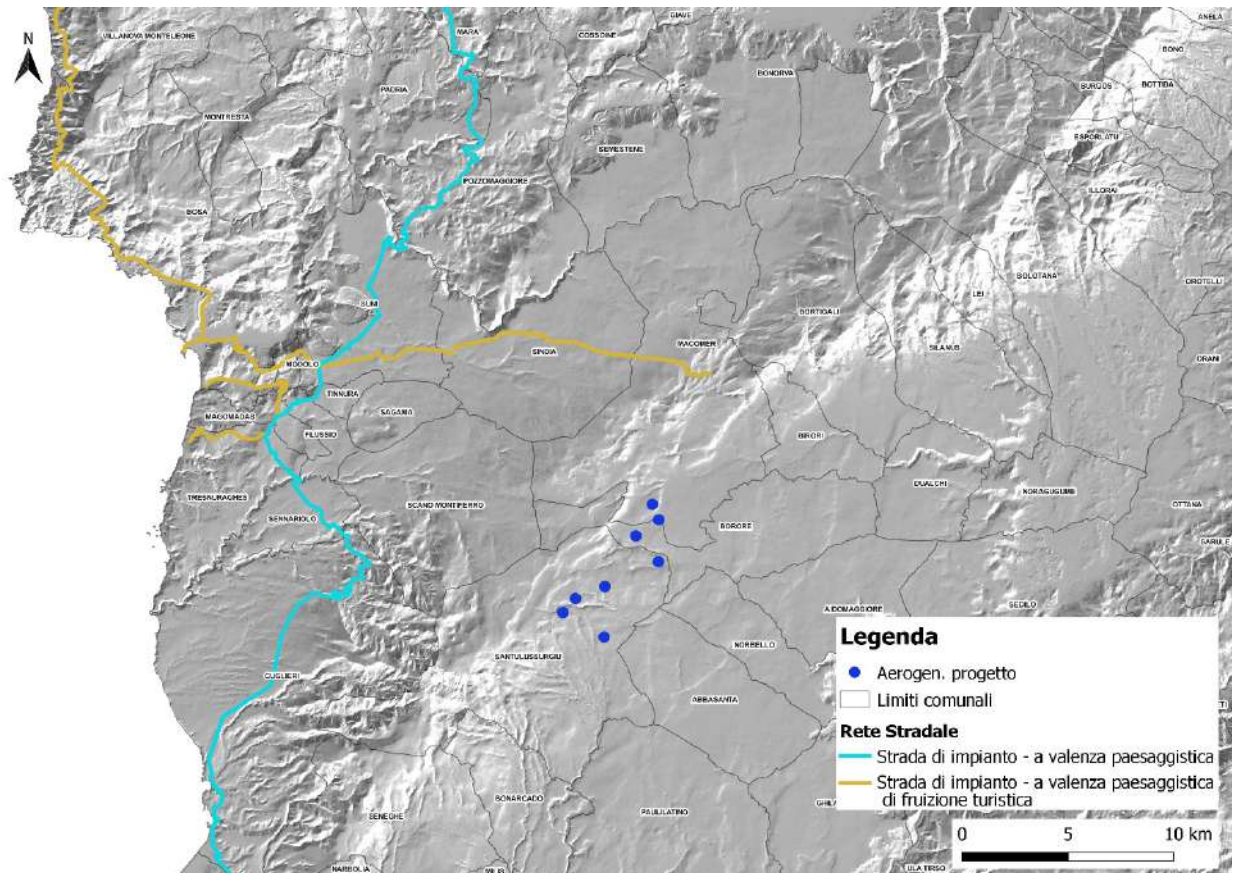 ANELA
GIAVE
MARA
VILLANOVA MONTELEONE
COSSOINE
BONO
N
BONORVA
BURGOS
BOTTIDA
PADRIA
MONTRESTA
ESPORLATU
SEMESTENE
POZZOMAGGIORE
ILLORAI
BOSA
BOLOTANA
OROTELLI
LEI
SUNI
BORTIGALI
MACOMER
SILANUS
SINDIA
ORANI
MODOLO
TINNURA
MAGOMADAS
SAGAMA
FLUSSIO
BIRORI
DUALCHI
NORAGUGUME
TRESNURAGHES
SCANO MONTIFERRO
OTTANA
SENNARIOLO
BORORE
SARULE
AIDOMAGGIORE
SEDILO
NORBELLO
SANTULUSSURGIU
CUGLIERI
ABBASANTA
Legenda
Aerogen. progetto
Limiti comunali
Rete Stradale
Strada di impianto - a valenza paesaggistica
Strada di impianto - a valenza paesaggistica
di fruizione turistica
BONARCADO
PAULILATINO
SENEGHE
0 5 10 km
NARBOLIA
MILIS
ULA TIRSO